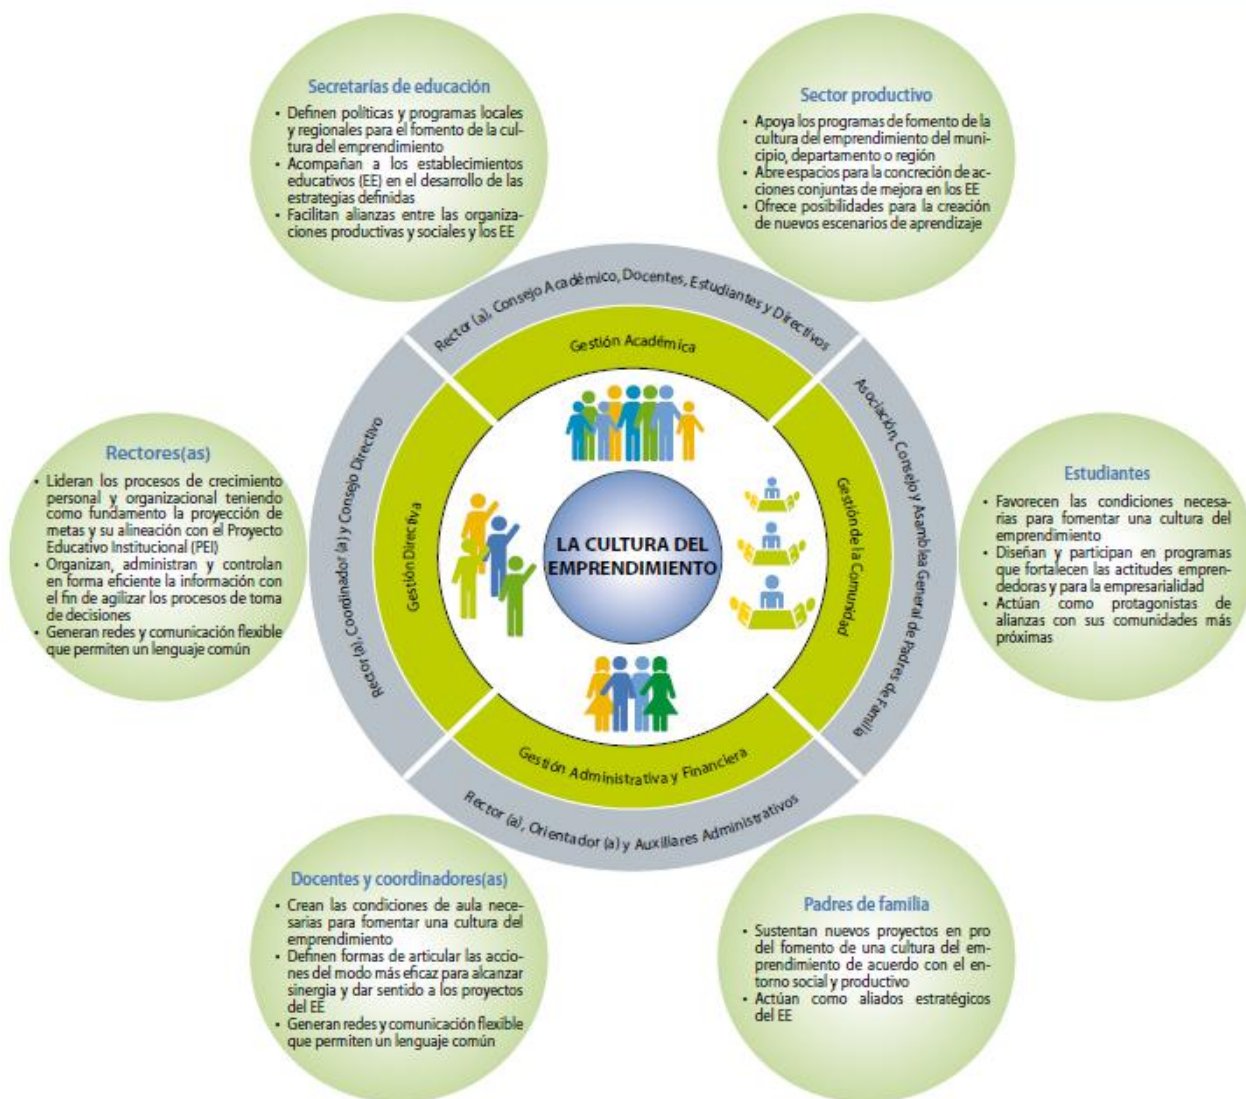 Secretarías de educación
• Definen políticas y programas locales
y regionales para el fomento de la cul-
tura del emprendimiento
• Acompañan a los establecimientos
educativos (EE) en el desarrollo de las
estrategias definidas
• Facilitan alianzas entre las organiza-
ciones productivas y sociales y los EE
Sector productivo
• Apoya los programas de fomento de la
cultura del emprendimiento del muni-
cipio, departamento o región
• Abre espacios para la concreción de ac-
ciones conjuntas de mejora en los EE
• Ofrece posibilidades para la creación
de nuevos escenarios de aprendizaje
Rector (a), Consejo Académico, Docentes, Estudiantes y Directivos
Gestión Académica
Rectores(as)
• Lideran los procesos de crecimiento
personal y organizacional teniendo
como fundamento la proyección de
metas y su alineación con el Proyecto
Educativo Institucional (PEI)
• Organizan, administran y controlan
en forma eficiente la información con
el fin de agilizar los procesos de toma
de decisiones
• Generan redes y comunicación flexible
que permiten un lenguaje común
Rector (a), Coordinador (a) y Consejo Directivo
Gestión Directiva
LA CULTURA DEL
EMPRENDIMIENTO
Gestión de la Comunidad
Asociación, Consejo y Asamblea General de Padres de Familia
Estudiantes
• Favorecen las condiciones necesa-
rias para fomentar una cultura del
emprendimiento
• Diseñan y participan en programas
que fortalecen las actitudes empren-
dedoras y para la empresarialidad
• Actúan como protagonistas de
alianzas con sus comunidades más
próximas
Gestión Administrativa y Financiera
Rector (a), Orientador (a) y Auxiliares Administrativos
Docentes y coordinadores(as)
• Crean las condiciones de aula nece-
sarias para fomentar una cultura del
emprendimiento
• Definen formas de articular las accio-
nes del modo más eficaz para alcanzar
sinergia y dar sentido a los proyectos
del EE
• Generan redes y comunicación flexible
que permiten un lenguaje común
Padres de familia
• Sustentan nuevos proyectos en pro
del fomento de una cultura del em-
prendimiento de acuerdo con el en-
torno social y productivo
• Actúan como aliados estratégicos
del EE